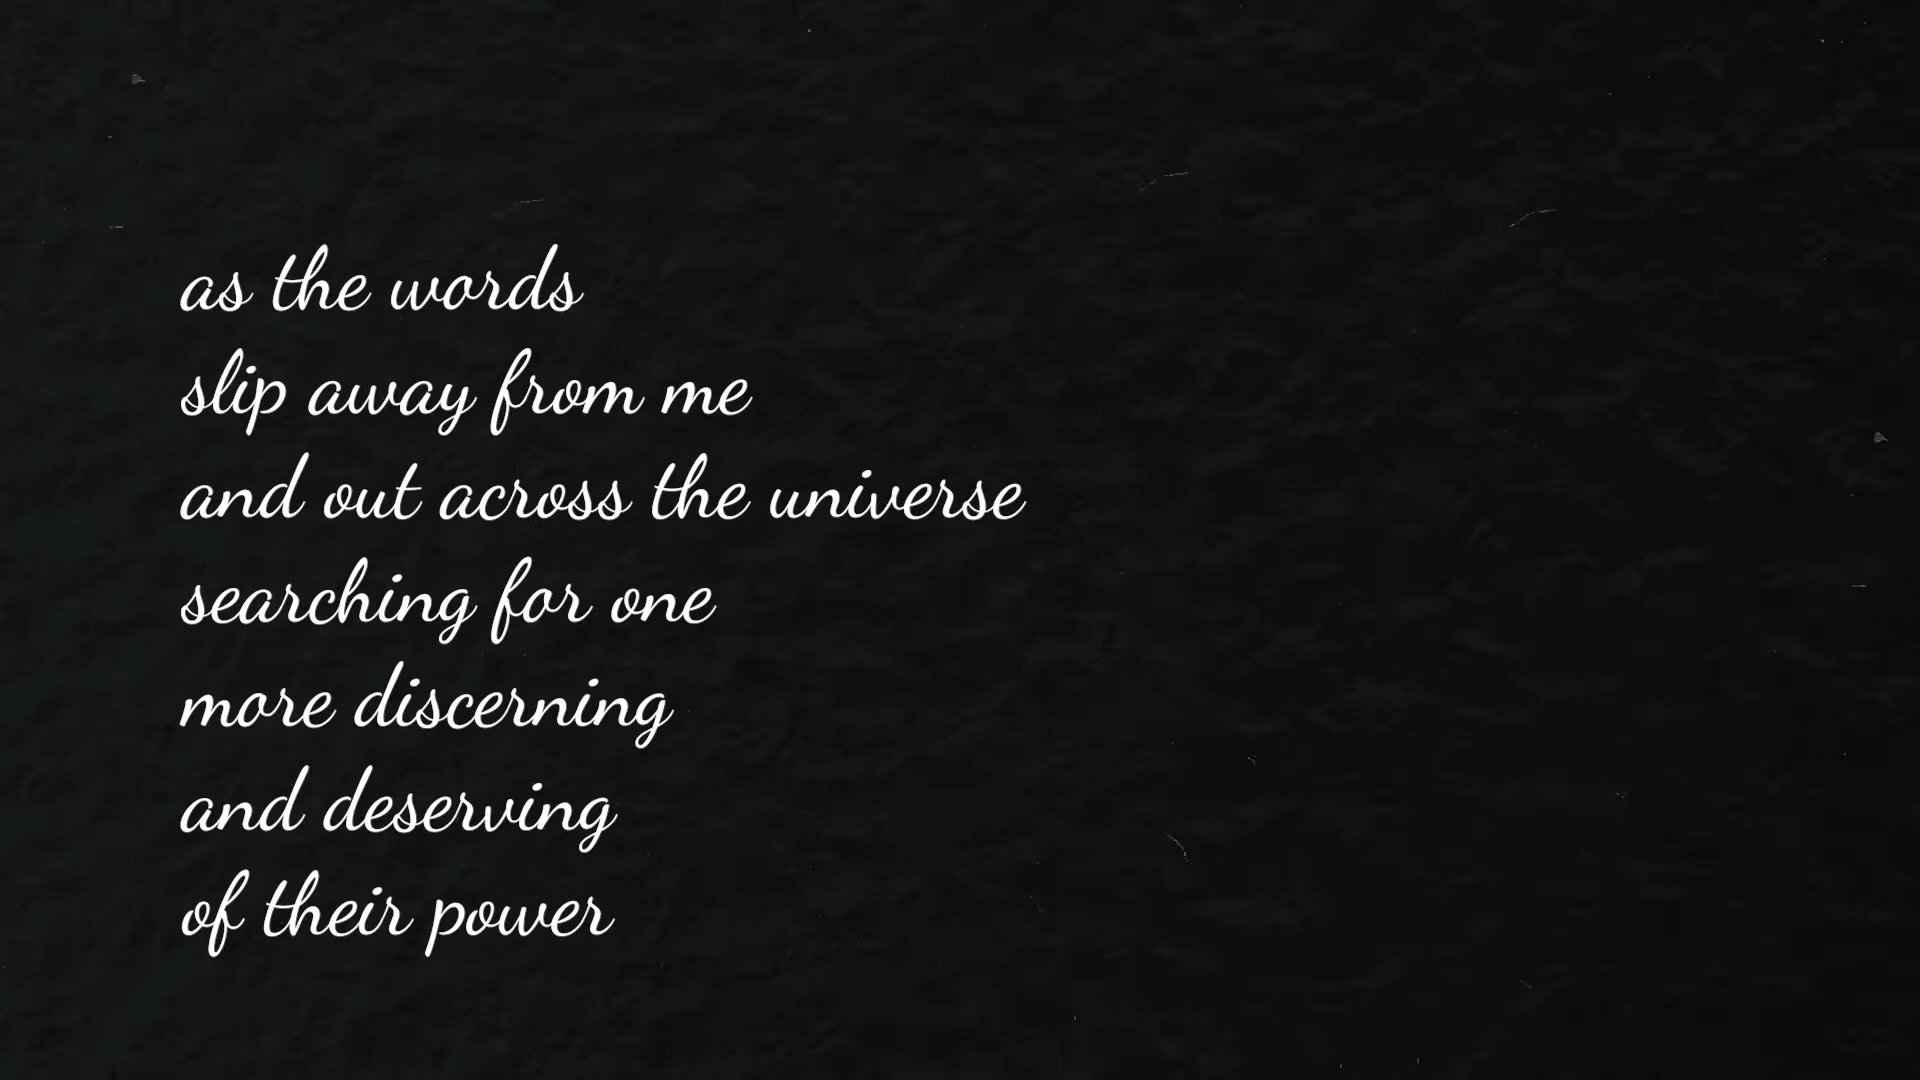 as the words
slip away from me
and out across the universe
searching for one
more discerning
and deserving
of their power